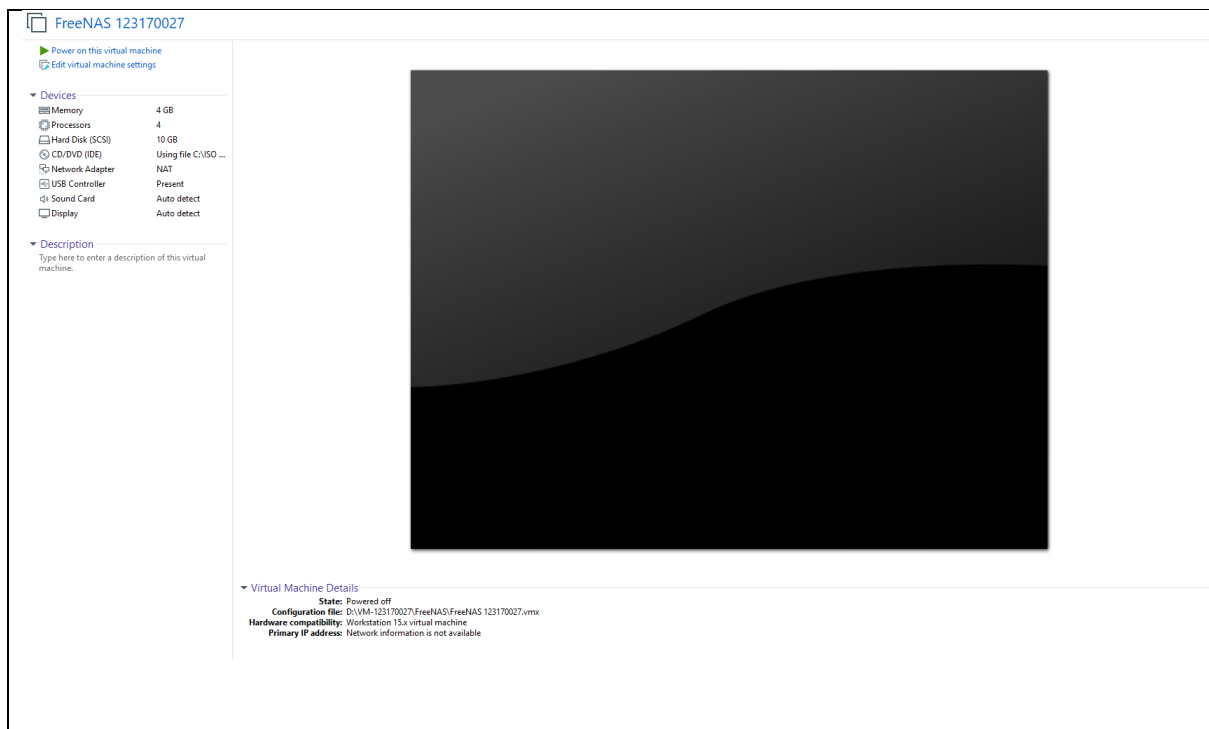 FreeNAS 123170027
Power on this virtual machine
Edit virtual machine settings
Devices
Memory 4 GB
Processors 4
Hard Disk (SCSI) 10 GB
CD/DVD (IDE) Using file C:\ISO ...
Network Adapter NAT
USB Controller Present
Sound Card Auto detect
Display Auto detect
Description
Type here to enter a description of this virtual
machine.
Virtual Machine Details
State: Powered off
Configuration file: D:\VM-123170027\FreeNAS\FreeNAS 123170027.vmx
Hardware compatibility: Workstation 15.x virtual machine
Primary IP address: Network information is not available